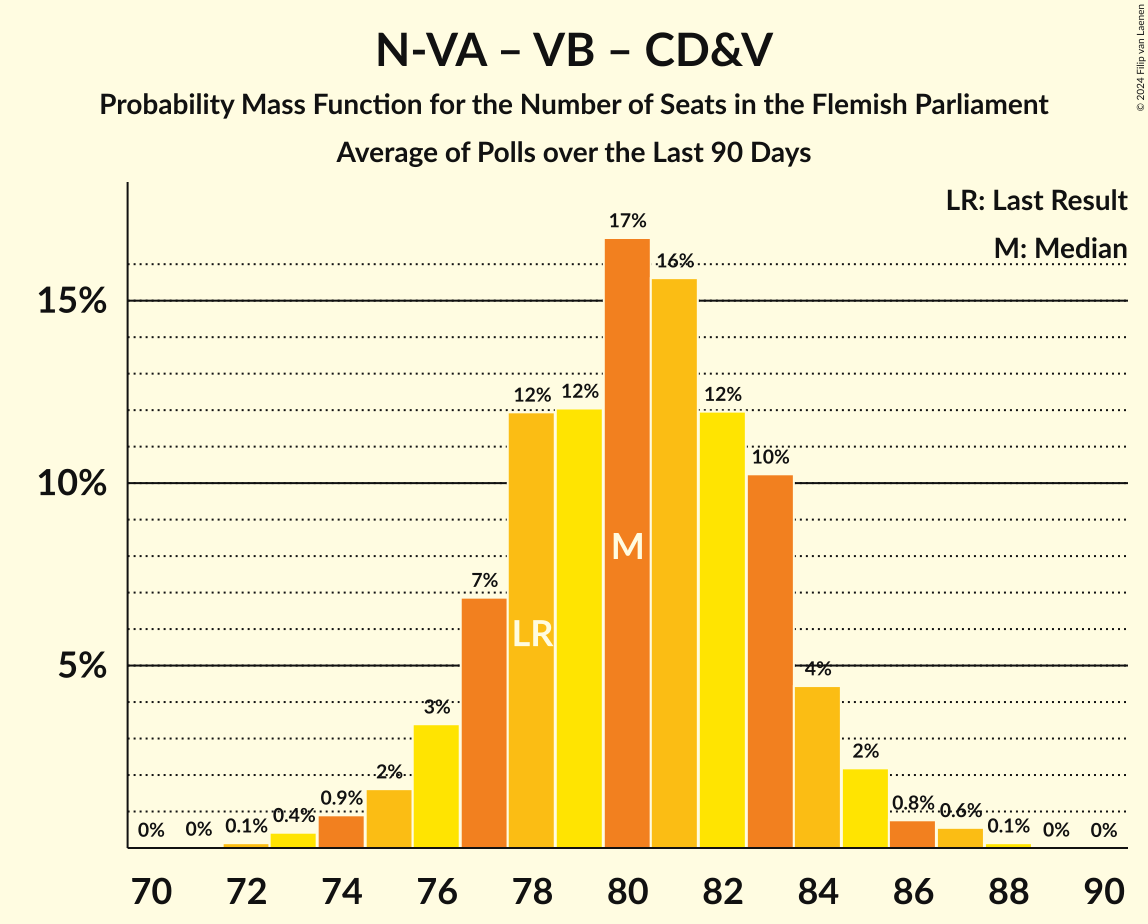 N-VA – VB – CD&V
Probability Mass Function for the Number of Seats in the Flemish Parliament
Average of Polls over the Last 90 Days
© 2024 Filip van Laenen
LR: Last Result
M: Median
15%
10%
5%
0%
0%
0.1%
0.4%
0.9%
2%
3%
7%
12%
12%
17%
16%
12%
10%
4%
2%
0.8%
0.6%
0.1%
0%
0%
LR
M
70 72 74 76 78 80 82 84 86 88 90